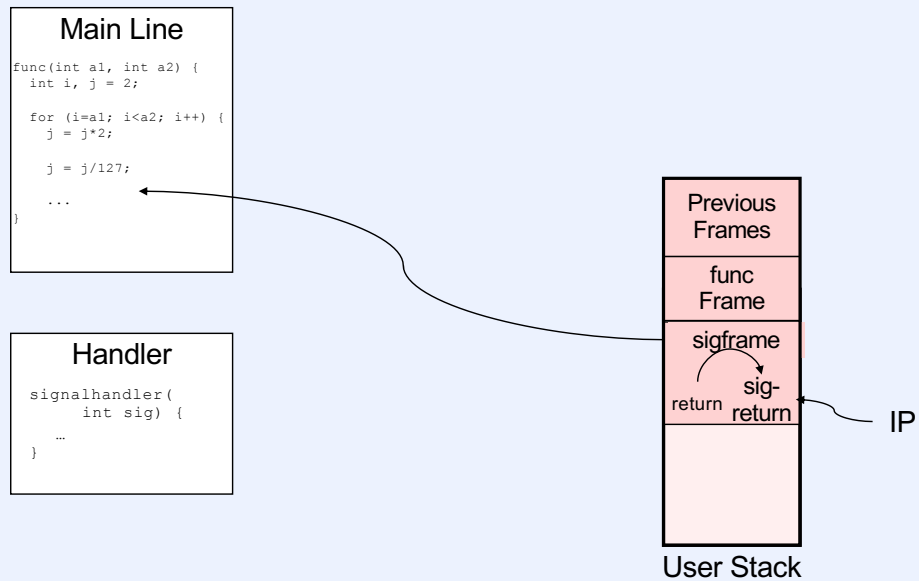 Main Line
func(int a1, int a2) {
int i, j = 2;
for (i=a1; i<a2; i++) {
j = j*2;
j = j/127;
...
}
Handler
signalhandler(
int sig) {
…
}
Previous
Frames
func
Frame
sigframe
return
sig-
return
IP
User Stack